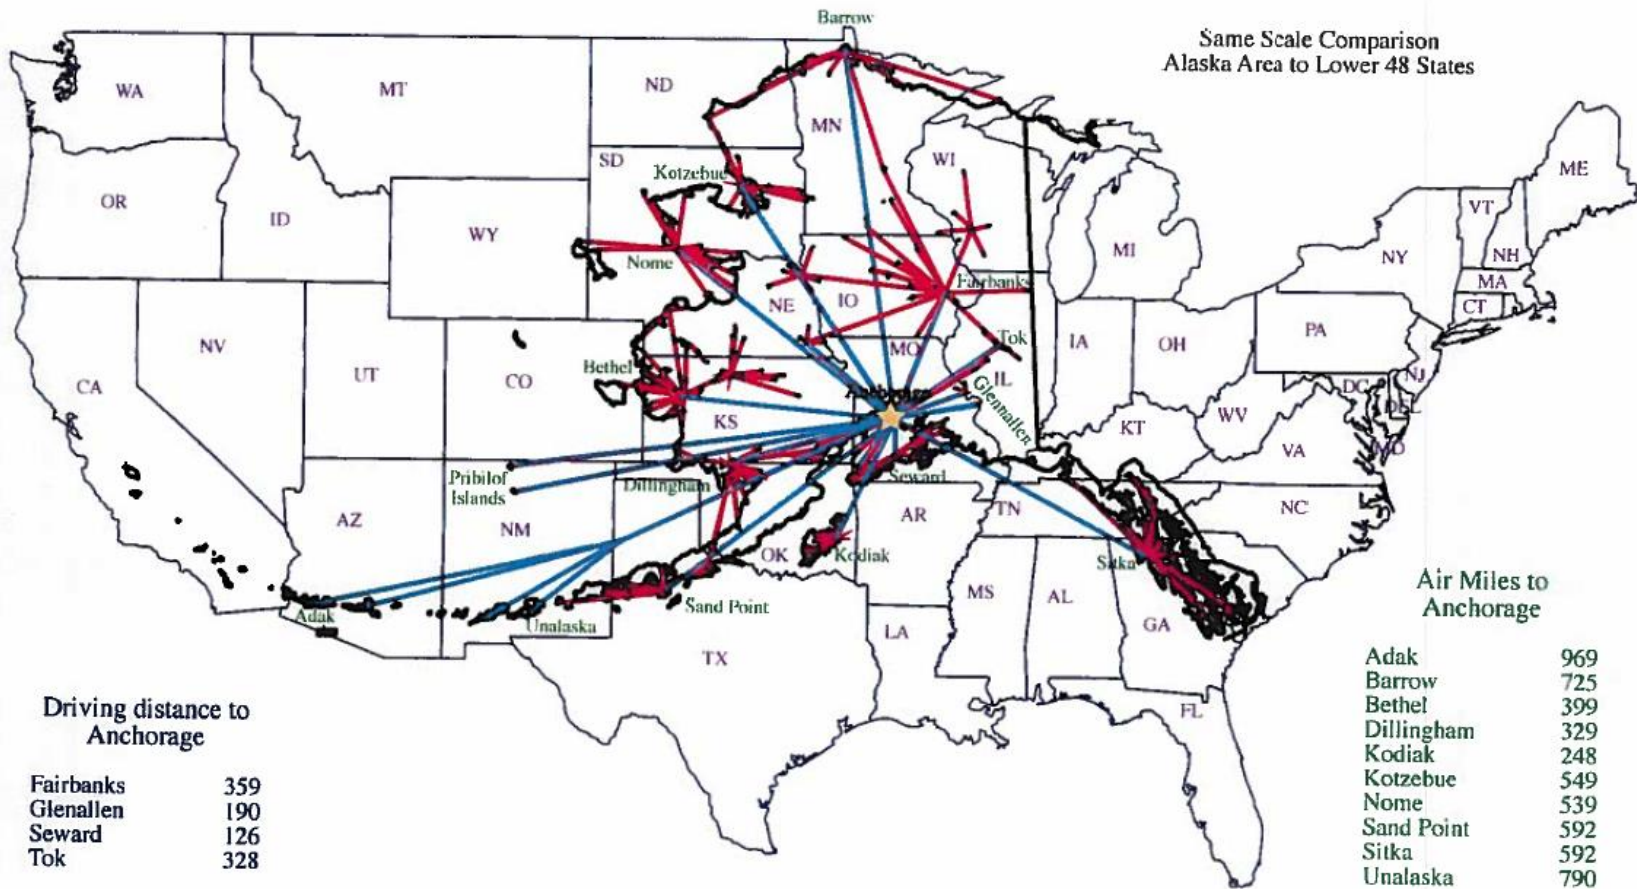 Barrow
Same Scale Comparison
Alaska Area to Lower 48 States
WA
MT
ND
MN
WI
ME
OR
ID
SD
Kotzebue
VT
WY
MI
NY
NH
Nome
MA
NE
IO
Fairbanks
CT
NV
PA
UT
Bethel
MO
Tok
IA
OH
CA
CO
IL
NJ
DC
Anchorage
Glennallen
DEL
KS
KT
WV
VA
MD
Pribilof
Islands
Dillingham
Seward
AZ
NM
AR
TN
NC
OK
Kodiak
Sitka
Adak
Unalaska
Sand Point
MS
AL
GA
LA
TX
FL
Driving distance to
Anchorage
Fairbanks 359
Glenallen 190
Seward 126
Tok 328
Air Miles to
Anchorage
Adak 969
Barrow 725
Bethel 399
Dillingham 329
Kodiak 248
Kotzebue 549
Nome 539
Sand Point 592
Sitka 592
Unalaska 790